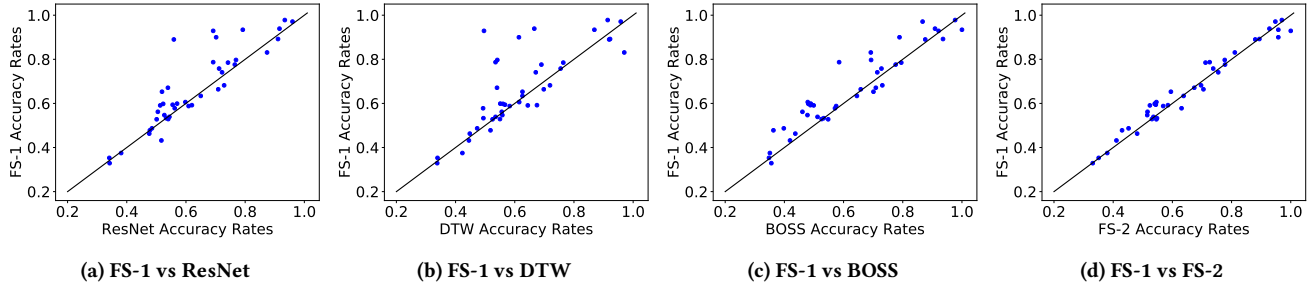 FS-1 Accuracy Rates
1.0
0.8
0.6
0.4
0.2
0.2 0.4 0.6 0.8 1.0
ResNet Accuracy Rates
(a) FS-1 vs ResNet
FS-1 Accuracy Rates
1.0
0.8
0.6
0.4
0.2
0.2 0.4 0.6 0.8 1.0
DTW Accuracy Rates
(b) FS-1 vs DTW
FS-1 Accuracy Rates
1.0
0.8
0.6
0.4
0.2
0.2 0.4 0.6 0.8 1.0
BOSS Accuracy Rates
(c) FS-1 vs BOSS
FS-1 Accuracy Rates
1.0
0.8
0.6
0.4
0.2
0.2 0.4 0.6 0.8 1.0
FS-2 Accuracy Rates
(d) FS-1 vs FS-2